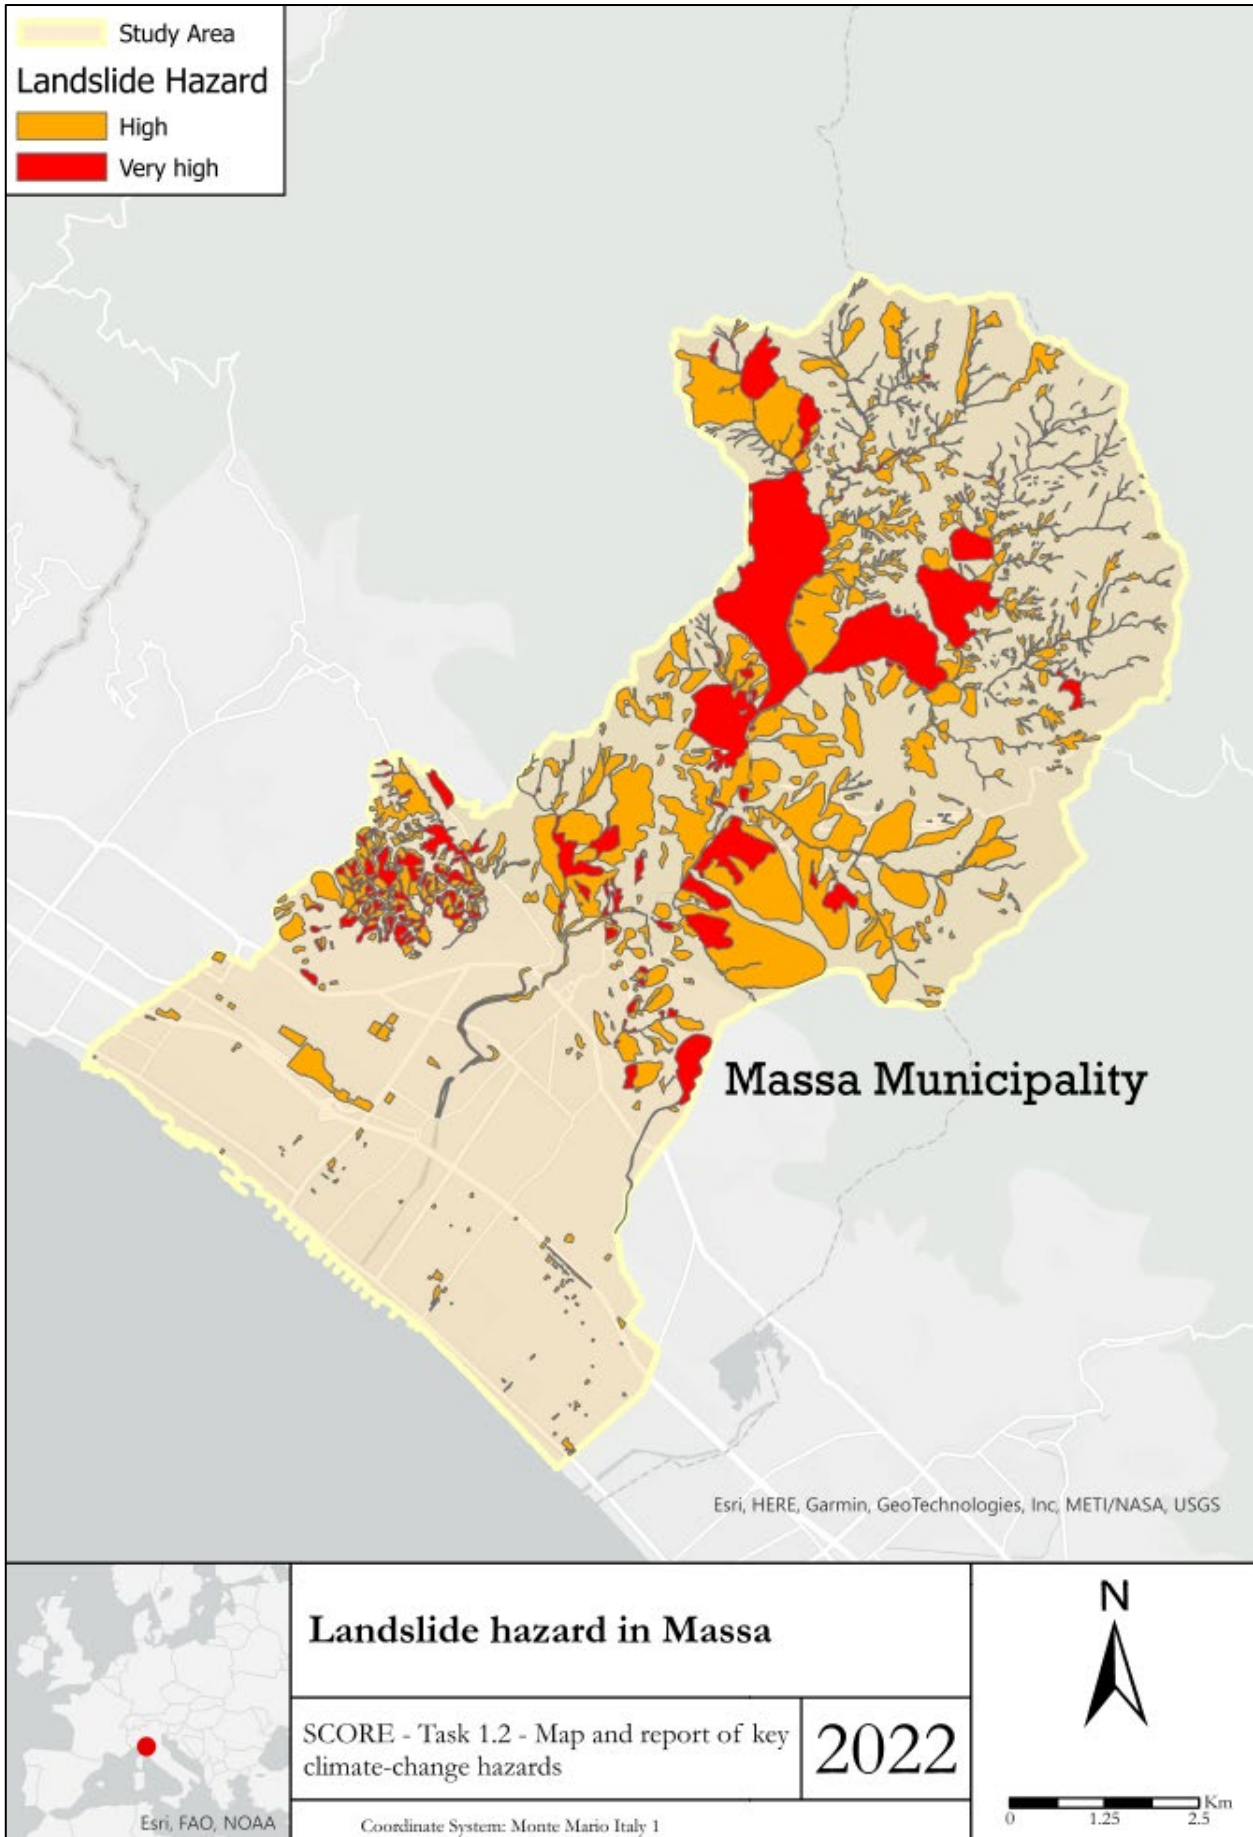 Study Area
Landslide Hazard
High
Very high
Massa Municipality
Esri, HERE, Garmin, GeoTechnologies, Inc, METI/NASA, USGS
Esri, FAO, NOAA
Landslide hazard in Massa
SCORE - Task 1.2 - Map and report of key
climate-change hazards
2022
Coordinate System: Monte Mario Italy 1
N
Km
0 1.25 2.5